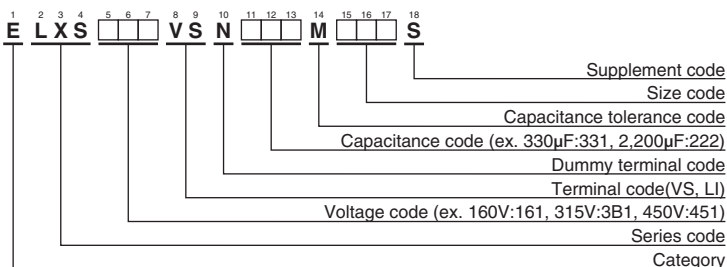 1 2 3 4 5 6 7 8 9 10 11 12 13 14 15 16 17 18
E L X S □□□ V S N □□□ M □□□ S
Supplement code
Size code
Capacitance tolerance code
Capacitance code (ex. 330µF:331, 2,200µF:222)
Dummy terminal code
Terminal code(VS, LI)
Voltage code (ex. 160V:161, 315V:3B1, 450V:451)
Series code
Category